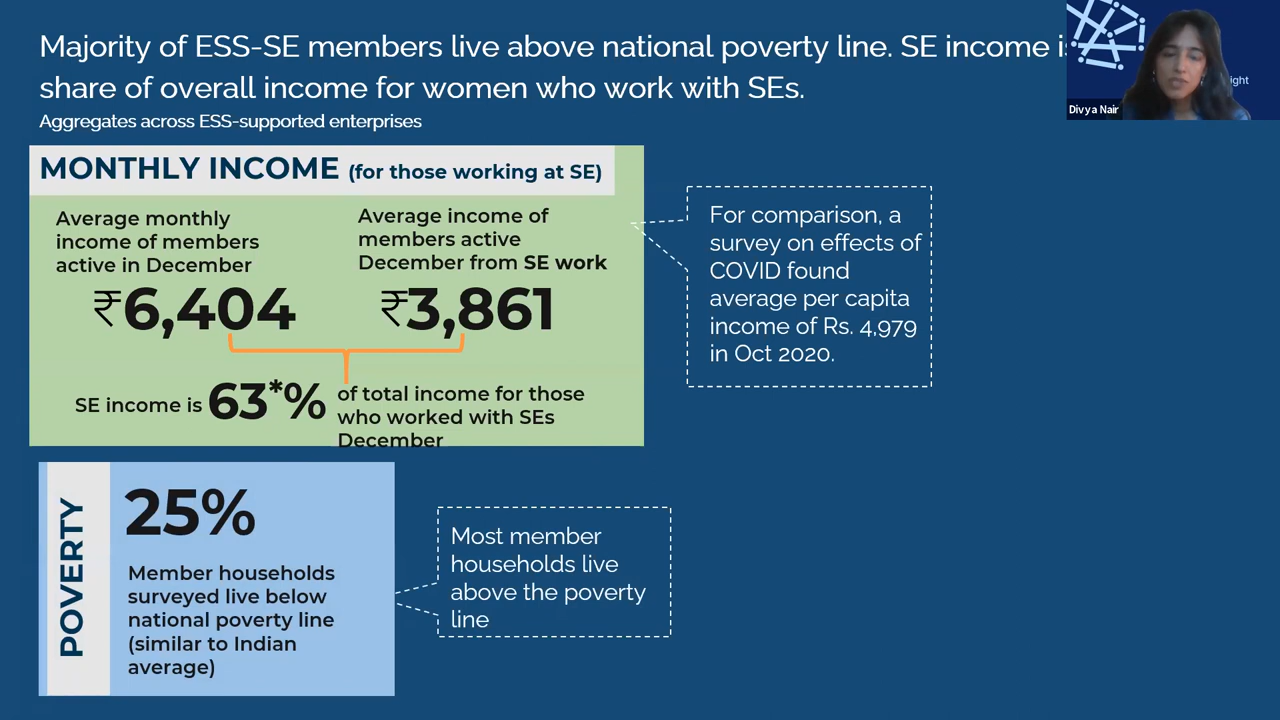 Majority of ESS-SE members live above national poverty line. SE income
share of overall income for women who work with SEs.
Aggregates across ESS-supported enterprises
ight
Divya Nair
MONTHLY INCOME (for those working at SE)
Average monthly
income of members
active in December
₹6,404
Average income of
members active
December from SE work
₹3,861
SE income is 63*% of total income for those
who worked with SEs
December
For comparison, a
survey on effects of
COVID found
average per capita
income of Rs. 4,979
in Oct 2020.
POVERTY
25%
Member households
surveyed live below
national poverty line
(similar to Indian
average)
Most member
households live
above the poverty
line